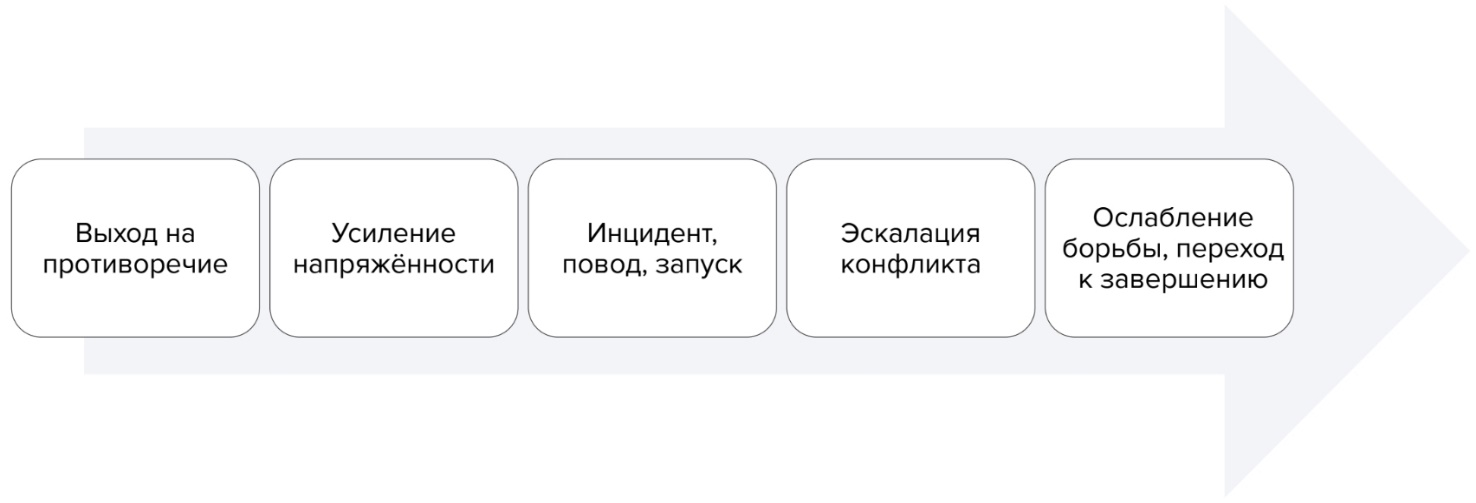 Выход на
противоречие
Усиление
напряжённости
Инцидент,
повод, запуск
Эскалация
конфликта
Ослабление
борьбы, переход
к завершению